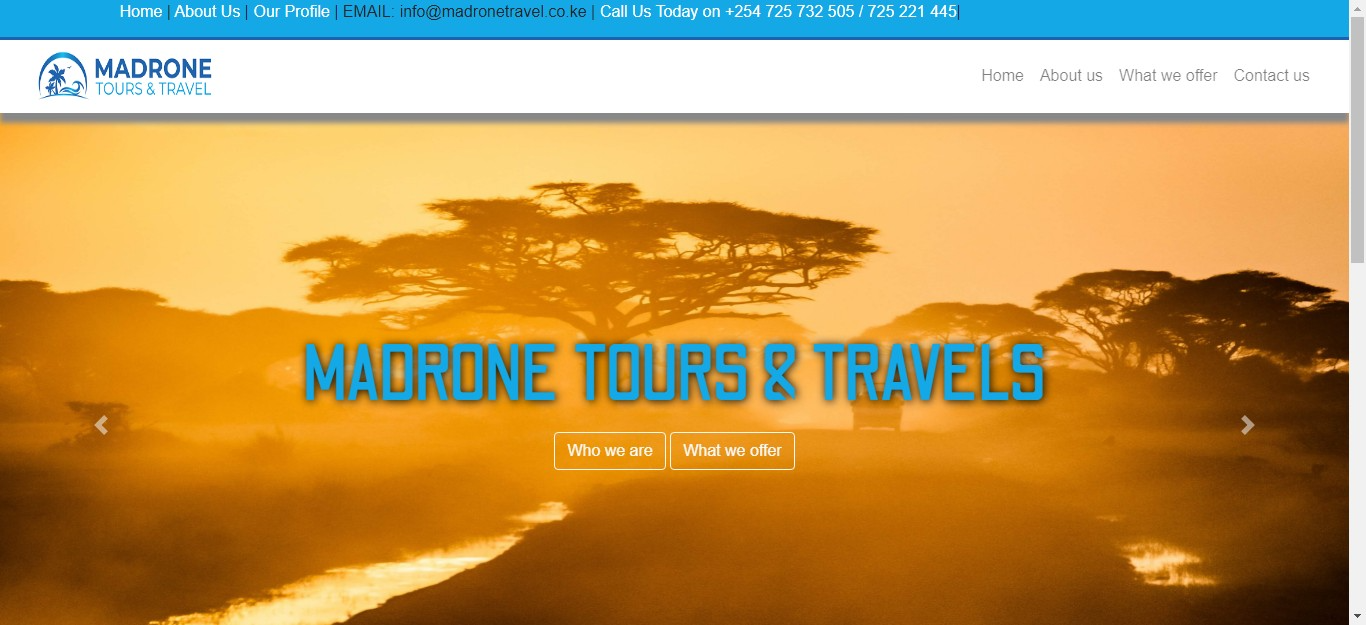 Home | About Us | Our Profile | EMAIL: info@madronetravel.co.ke | Call Us Today on +254 725 732 505 / 725 221 445|
MADRONE
TOURS & TRAVEL
Home About us What we offer Contact us
MADRONE TOURS & TRAVELS
Who we are What we offer